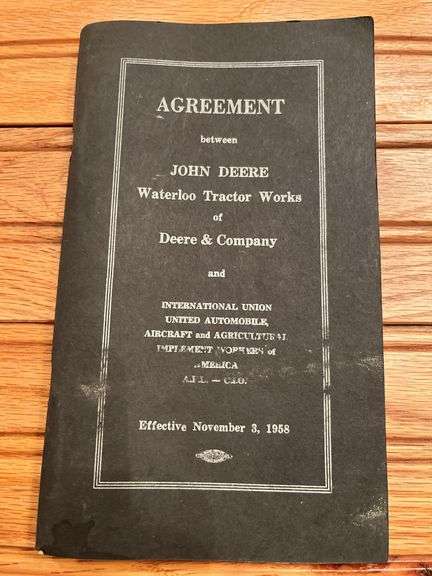 AGREEMENT
between
JOHN DEERE
Waterloo Tractor Works
of
Deere & Company
and
INTERNATIONAL UNION
UNITED AUTOMOBILE,
AIRCRAFT and AGRICULTURAL
IMPLEMENT WORKERS of
AMERICA
A.F.L. — C.I.O.
Effective November 3, 1958